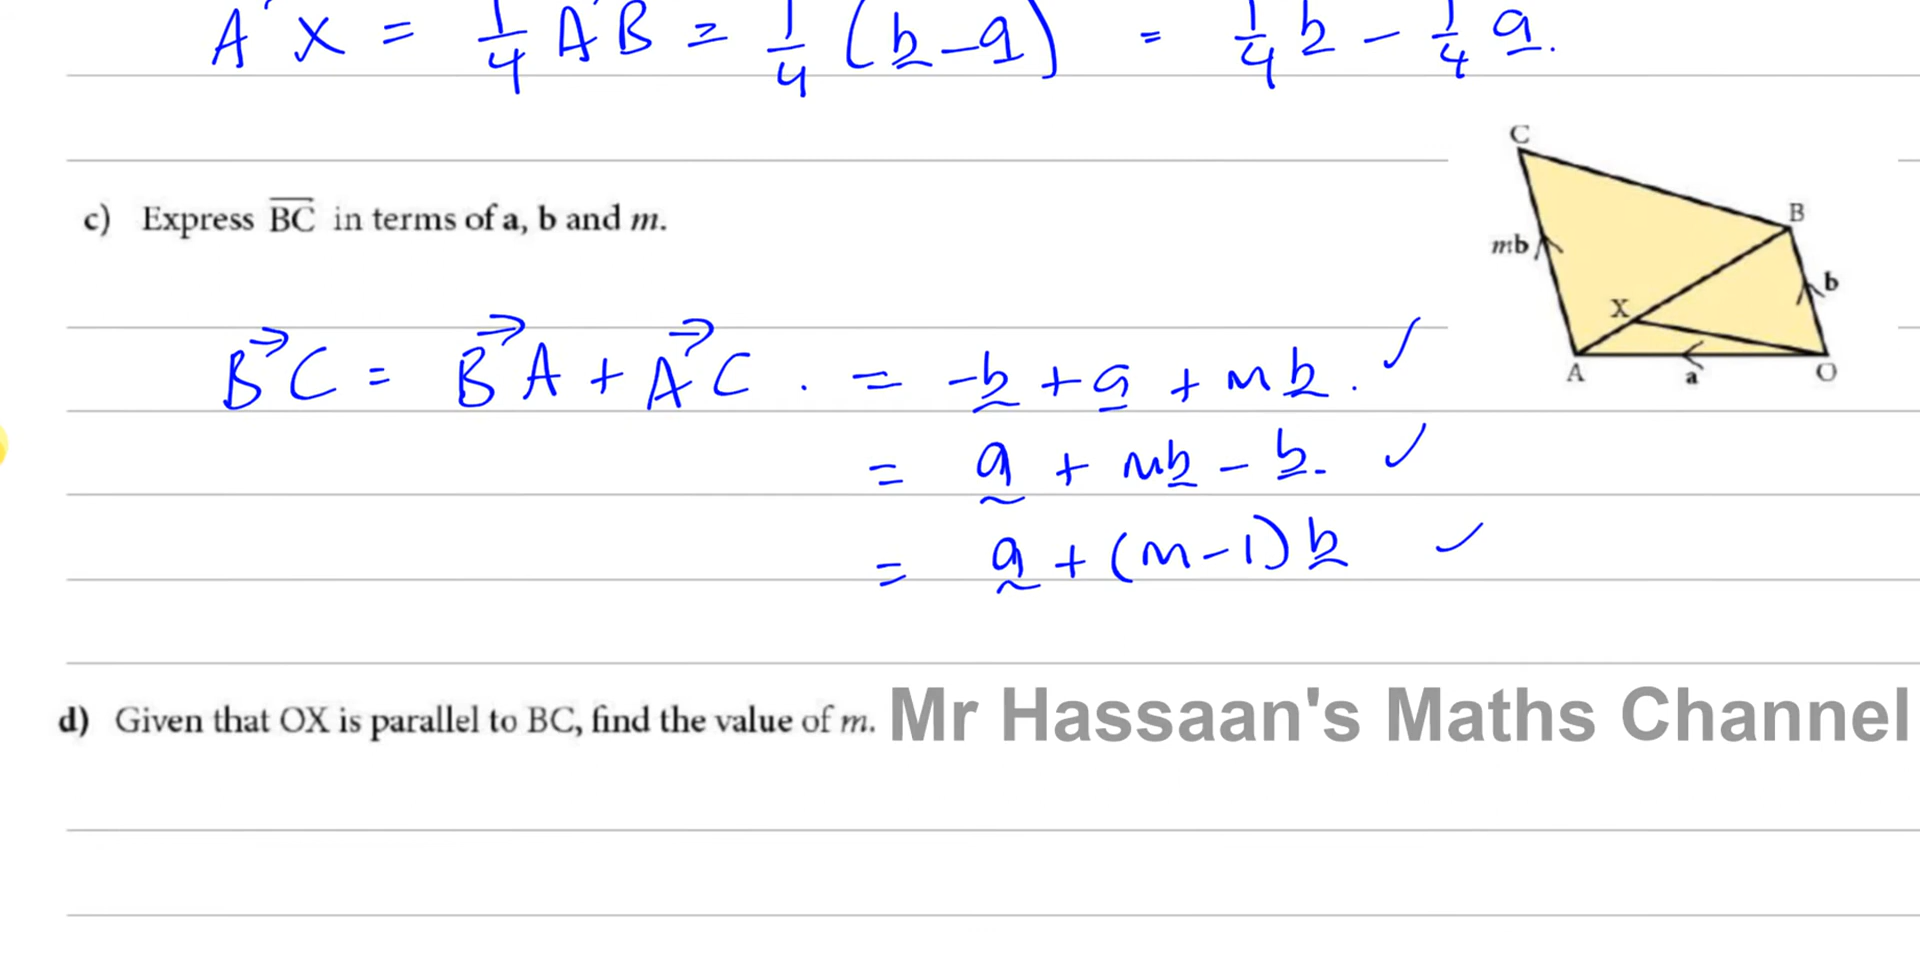 AX = 1/4 AB = 1/4 (b - a) = 1/4 b - 1/4 a.
c) Express BC in terms of a, b and m.
C
B
mb
b
X
A
a
O
BC = BA + AC . = -b + a + mb. ✓
= a + mb - b. ✓
= a + (m-1) b ✓
d) Given that OX is parallel to BC, find the value of m. Mr Hassaan's Maths Channel